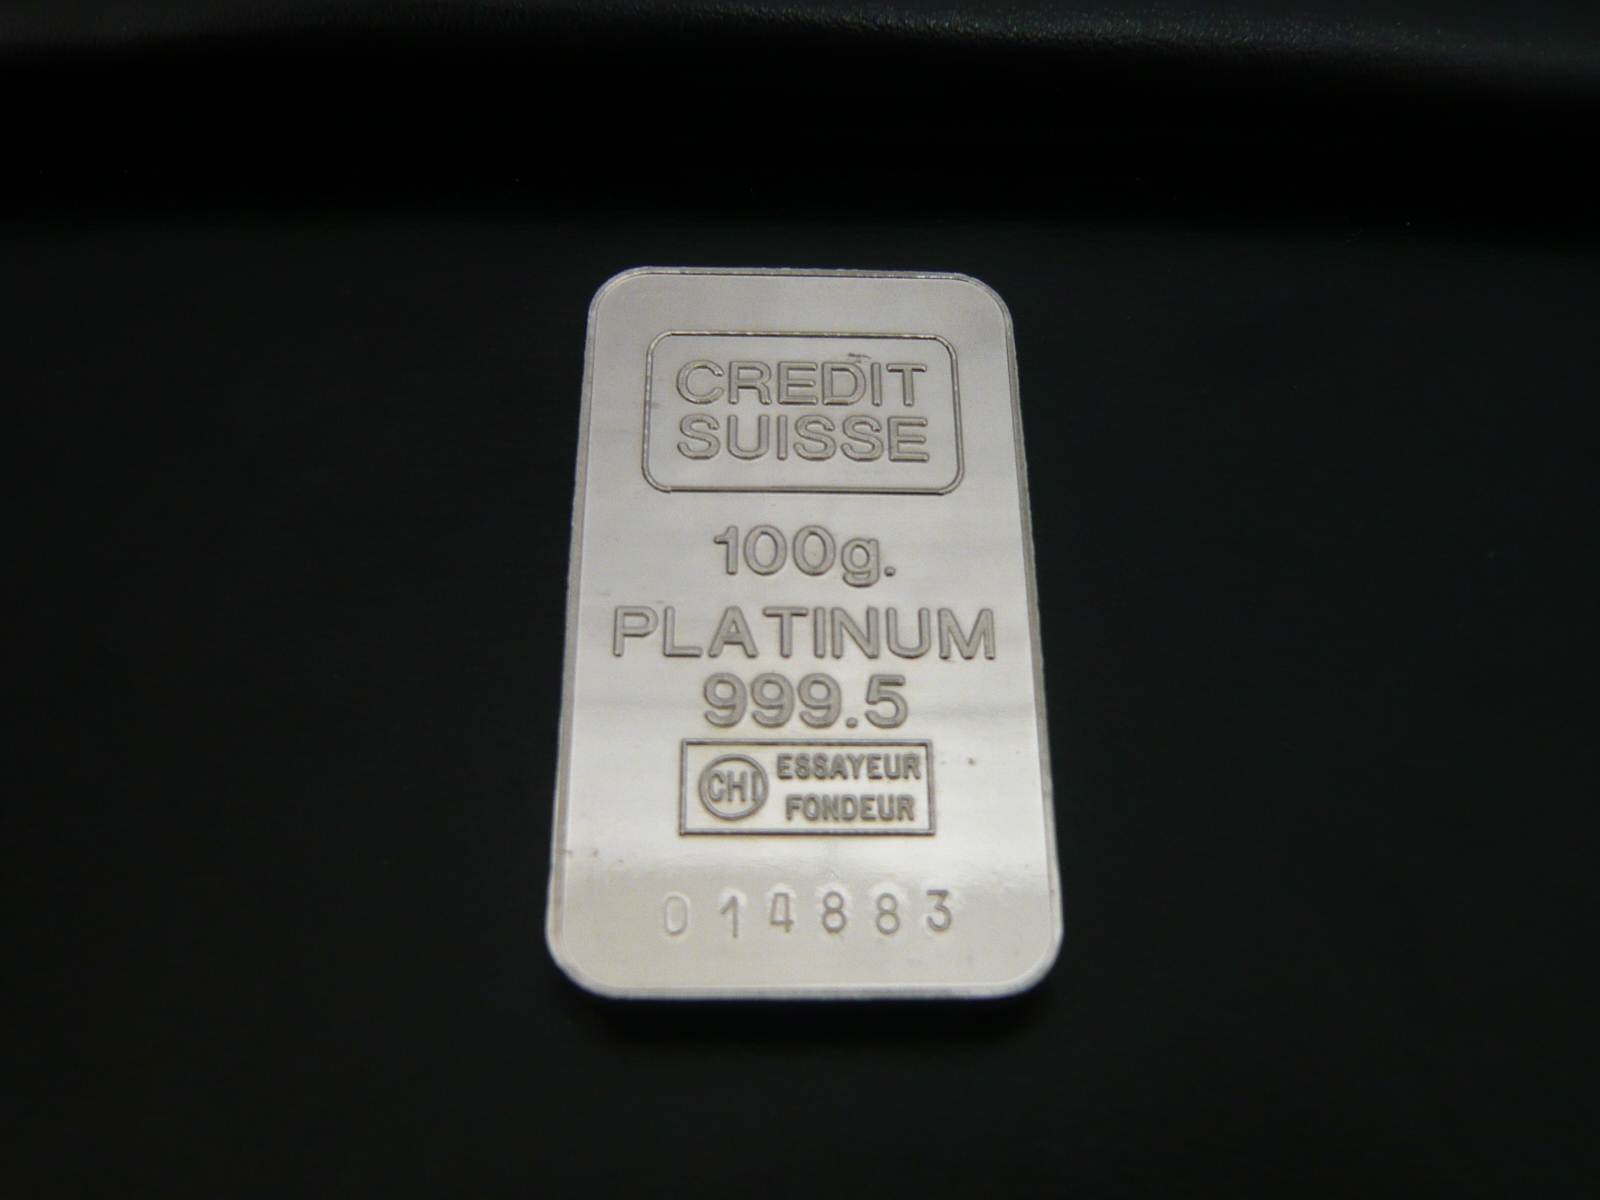 CREDIT
SUISSE
100g.
PLATINUM
999.5
CHI ESSAYEUR
FONDEUR
014883